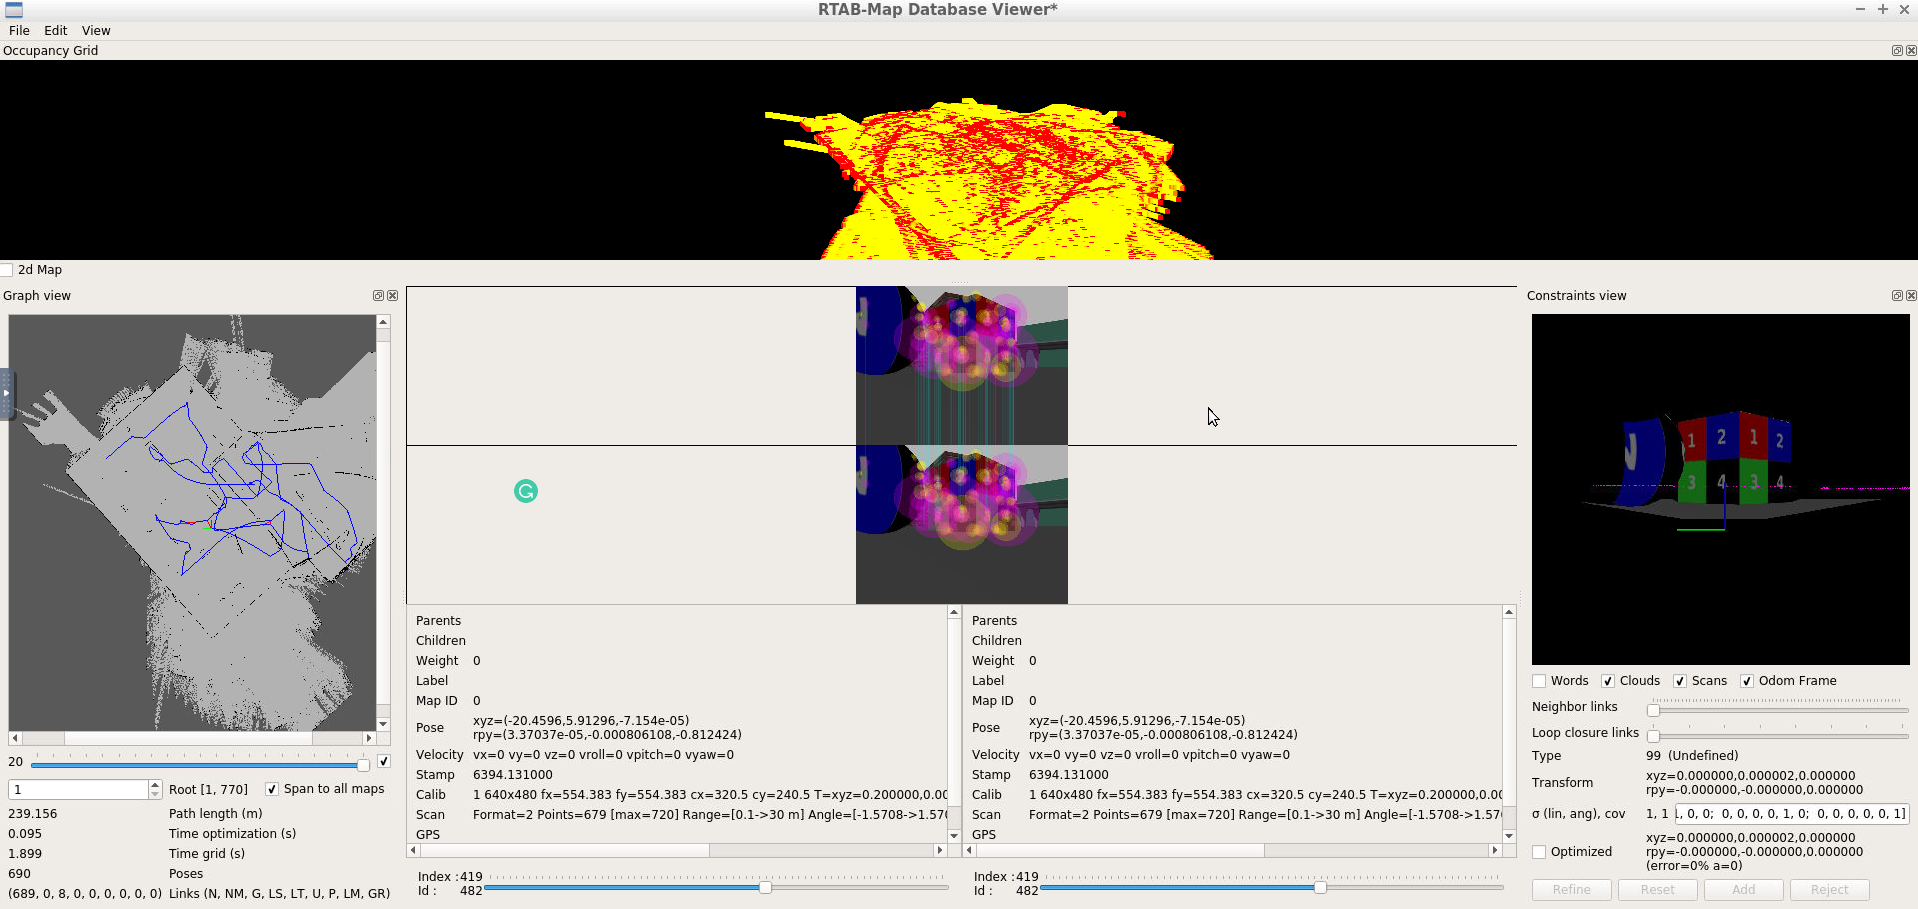 RTAB-Map Database Viewer*
File Edit View
Occupancy Grid
2d Map
Graph view
20
1 Root [1, 770] Span to all maps
239.156 Path length (m)
0.095 Time optimization (s)
1.899 Time grid (s)
690 Poses
(689, 0, 8, 0, 0, 0, 0, 0, 0) Links (N, NM, G, LS, LT, U, P, LM, GR)
Parents
Children
Weight 0
Label
Map ID 0
Pose xyz=(-20.4596,5.91296,-7.154e-05)
rpy=(3.37037e-05,-0.000806108,-0.812424)
Velocity vx=0 vy=0 vz=0 vroll=0 vpitch=0 vyaw=0
Stamp 6394.131000
Calib 1 640x480 fx=554.383 fy=554.383 cx=320.5 cy=240.5 T=xyz=0.200000,0.00
Scan Format=2 Points=679 [max=720] Range=[0.1->30 m] Angle=[-1.5708->1.570
GPS
Index : 419
Id : 482
Parents
Children
Weight 0
Label
Map ID 0
Pose xyz=(-20.4596,5.91296,-7.154e-05)
rpy=(3.37037e-05,-0.000806108,-0.812424)
Velocity vx=0 vy=0 vz=0 vroll=0 vpitch=0 vyaw=0
Stamp 6394.131000
Calib 1 640x480 fx=554.383 fy=554.383 cx=320.5 cy=240.5 T=xyz=0.200000,0.00
Scan Format=2 Points=679 [max=720] Range=[0.1->30 m] Angle=[-1.5708->1.57
GPS
Index : 419
Id : 482
Constraints view
1 2 1 2
3 4 3 4
Words Clouds Scans Odom Frame
Neighbor links
Loop closure links
Type 99 (Undefined)
Transform xyz=0.000000,0.000002,0.000000
rpy=-0.000000,-0.000000,0.000000
σ (lin, ang), cov 1, 1 1, 0, 0; 0, 0, 0, 0, 1, 0; 0, 0, 0, 0, 0, 1]
Optimized xyz=0.000000,0.000002,0.000000
rpy=-0.000000,-0.000000,0.000000
(error=0% a=0)
Refine Reset Add Reject